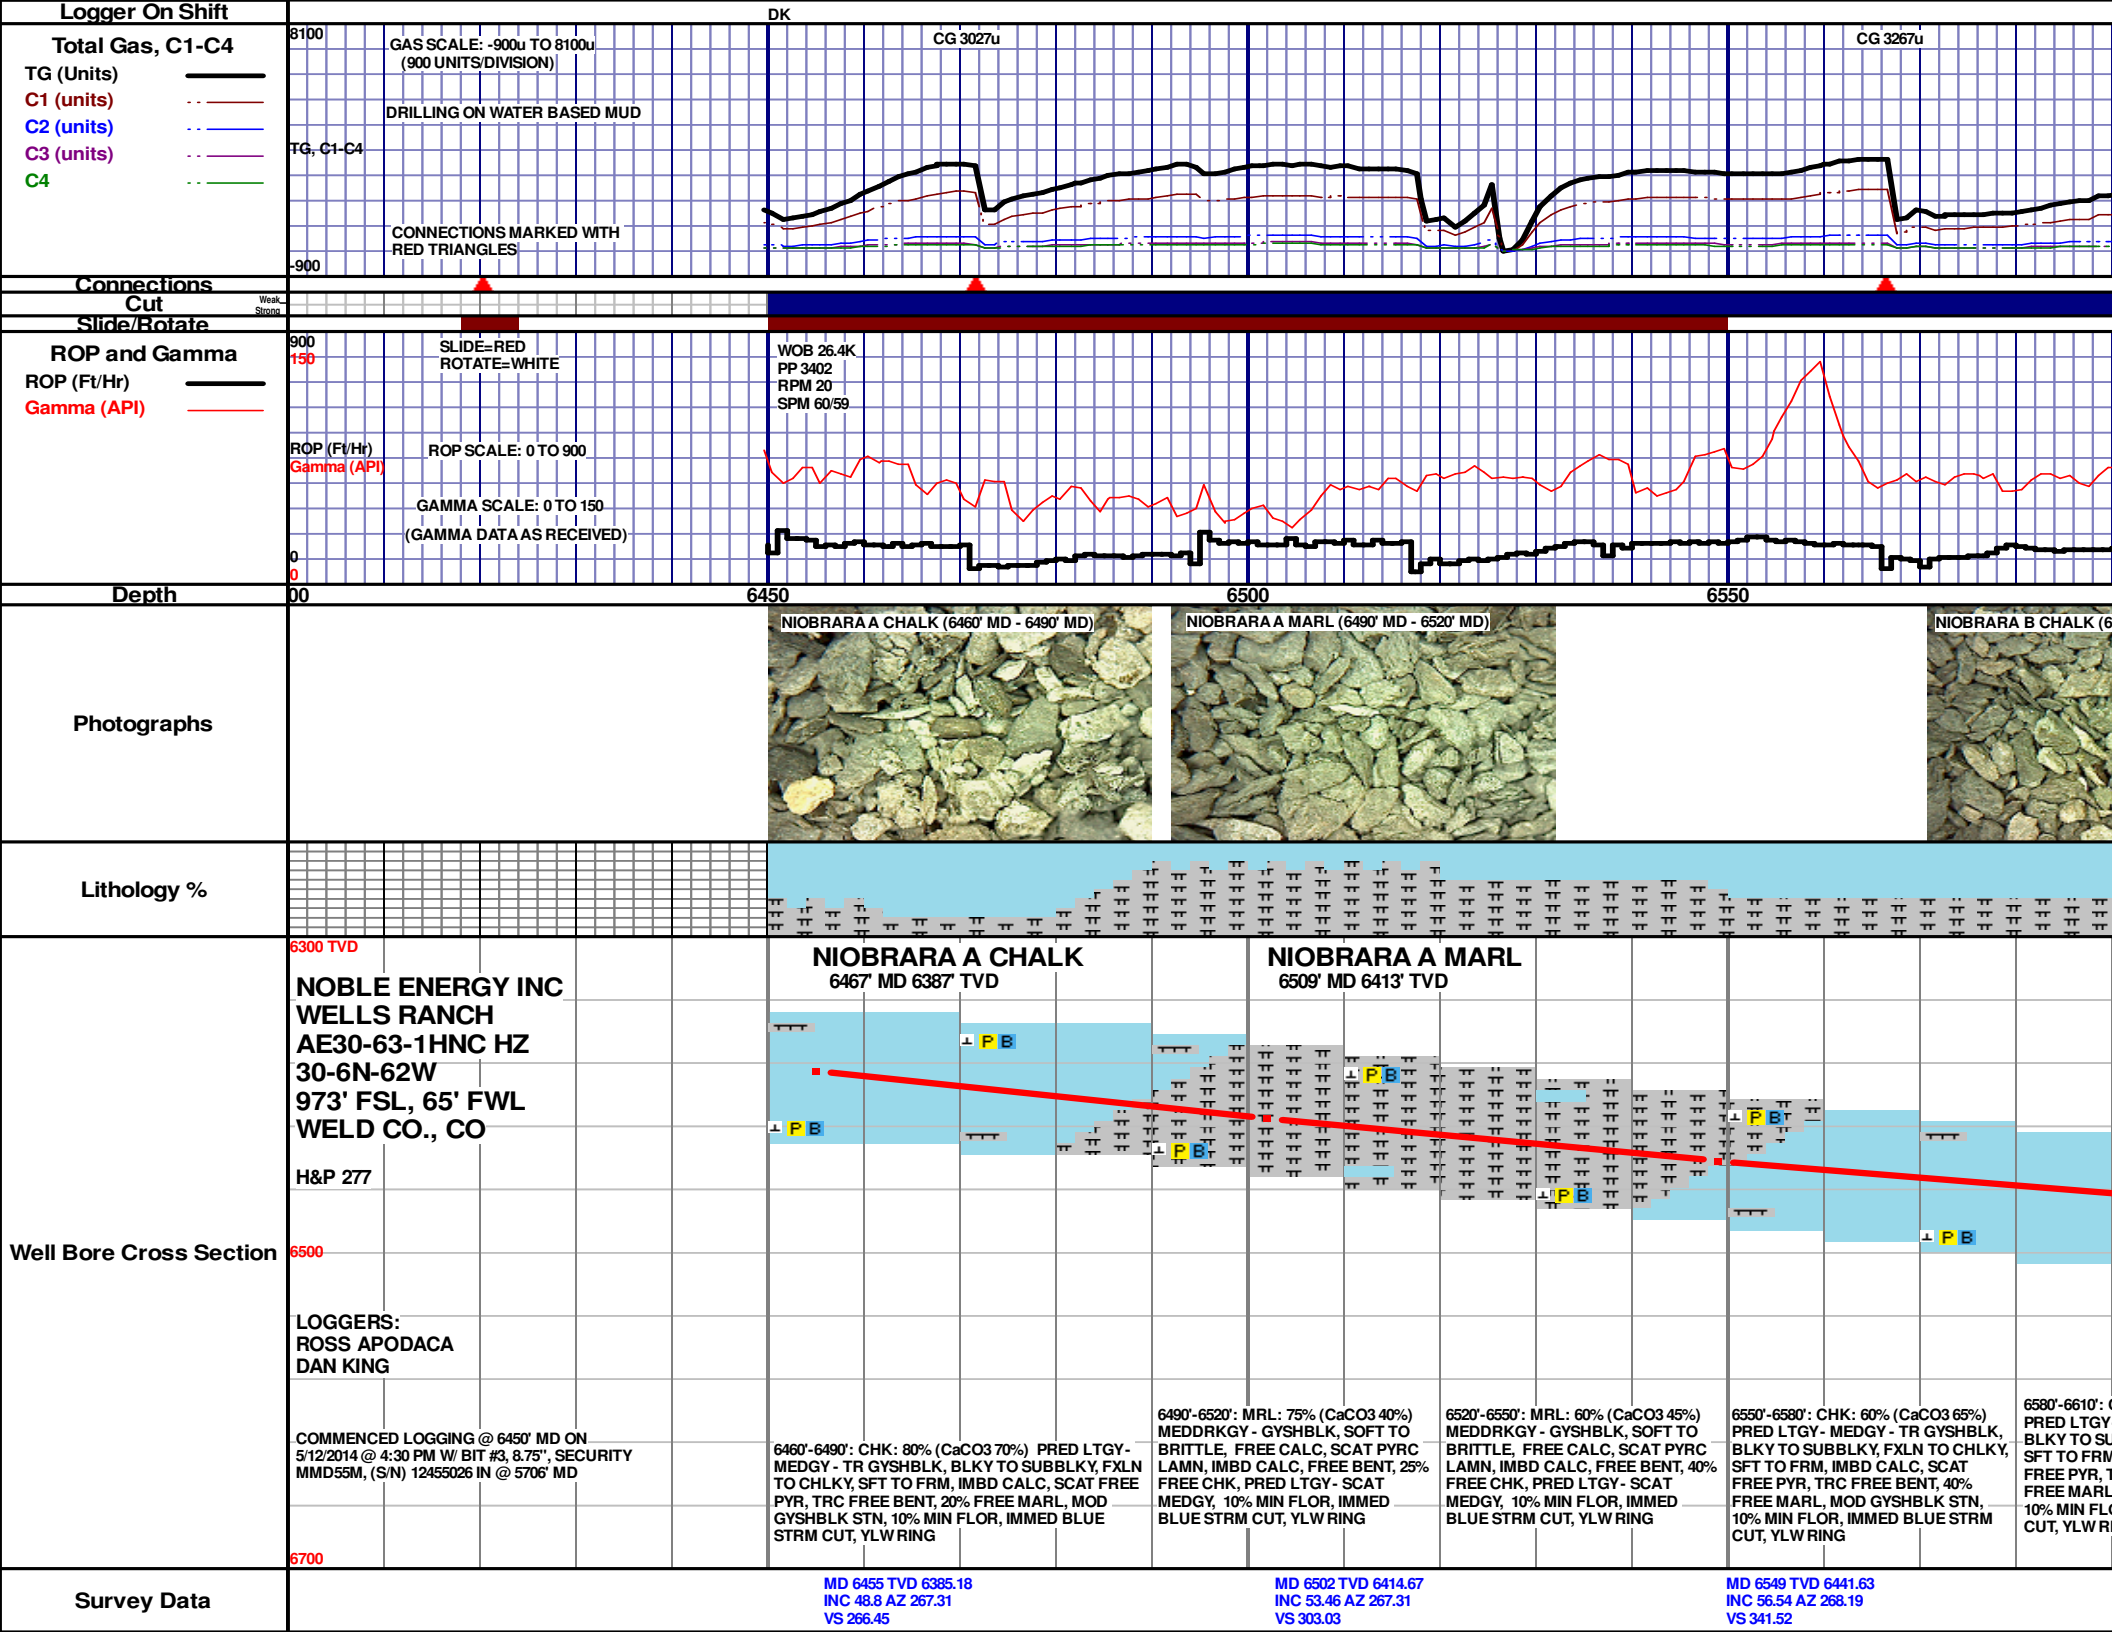 Logger On Shift
DK
Total Gas, C1-C4
TG (Units)
C1 (units)
C2 (units)
C3 (units)
C4
8100
GAS SCALE: -900u TO 8100u
(900 UNITS/DIVISION)
CG 3027u
CG 3267u
DRILLING ON WATER BASED MUD
TG, C1-C4
CONNECTIONS MARKED WITH
RED TRIANGLES
-900
Connections
Cut
Weak
Strong
Slide/Rotate
ROP and Gamma
ROP (Ft/Hr)
Gamma (API)
900
150
SLIDE=RED
ROTATE=WHITE
WOB 26.4K
PP 3402
RPM 20
SPM 60/59
ROP (Ft/Hr)
Gamma (API)
ROP SCALE: 0 TO 900
GAMMA SCALE: 0 TO 150
(GAMMA DATA AS RECEIVED)
0
0
Depth
00
6450
6500
6550
Photographs
NIOBRARA A CHALK (6460' MD - 6490' MD)
NIOBRARA A MARL (6490' MD - 6520' MD)
NIOBRARA B CHALK (6
Lithology %
Well Bore Cross Section
6300 TVD
NOBLE ENERGY INC
WELLS RANCH
AE30-63-1HNC HZ
30-6N-62W
973' FSL, 65' FWL
WELD CO., CO
H&P 277
6500
LOGGERS:
ROSS APODACA
DAN KING
COMMENCED LOGGING @ 6450' MD ON
5/12/2014 @ 4:30 PM W/ BIT #3, 8.75", SECURITY
MMD55M, (S/N) 12455026 IN @ 5706' MD
6700
NIOBRARA A CHALK
6467' MD 6387' TVD
NIOBRARA A MARL
6509' MD 6413' TVD
P B
P B
P B
P B
P B
P B
P B
6460'-6490': CHK: 80% (CaCO3 70%) PRED LTGY-
MEDGY - TR GYSHBLK, BLKY TO SUBBLKY, FXLN
TO CHLKY, SFT TO FRM, IMBD CALC, SCAT FREE
PYR, TRC FREE BENT, 20% FREE MARL, MOD
GYSHBLK STN, 10% MIN FLOR, IMMED BLUE
STRM CUT, YLW RING
6490'-6520': MRL: 75% (CaCO3 40%)
MEDDRKGY - GYSHBLK, SOFT TO
BRITTLE, FREE CALC, SCAT PYRC
LAMN, IMBD CALC, FREE BENT, 25%
FREE CHK, PRED LTGY- SCAT
MEDGY, 10% MIN FLOR, IMMED
BLUE STRM CUT, YLW RING
6520'-6550': MRL: 60% (CaCO3 45%)
MEDDRKGY - GYSHBLK, SOFT TO
BRITTLE, FREE CALC, SCAT PYRC
LAMN, IMBD CALC, FREE BENT, 40%
FREE CHK, PRED LTGY- SCAT
MEDGY, 10% MIN FLOR, IMMED
BLUE STRM CUT, YLW RING
6550'-6580': CHK: 60% (CaCO3 65%)
PRED LTGY- MEDGY - TR GYSHBLK,
BLKY TO SUBBLKY, FXLN TO CHLKY,
SFT TO FRM, IMBD CALC, SCAT
FREE PYR, TRC FREE BENT, 40%
FREE MARL, MOD GYSHBLK STN,
10% MIN FLOR, IMMED BLUE STRM
CUT, YLW RING
6580'-6610': C
PRED LTGY
BLKY TO SU
SFT TO FRM
FREE PYR, T
FREE MARL
10% MIN FLO
CUT, YLW R
Survey Data
MD 6455 TVD 6385.18
INC 48.8 AZ 267.31
VS 266.45
MD 6502 TVD 6414.67
INC 53.46 AZ 267.31
VS 303.03
MD 6549 TVD 6441.63
INC 56.54 AZ 268.19
VS 341.52